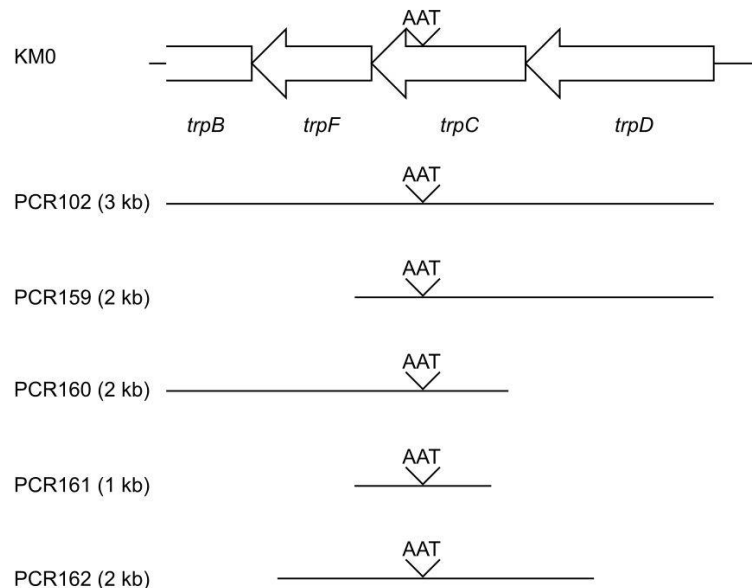 AAT
KM0
trpB trpF trpC trpD
AAT
PCR102 (3 kb)
AAT
PCR159 (2 kb)
AAT
PCR160 (2 kb)
AAT
PCR161 (1 kb)
AAT
PCR162 (2 kb)